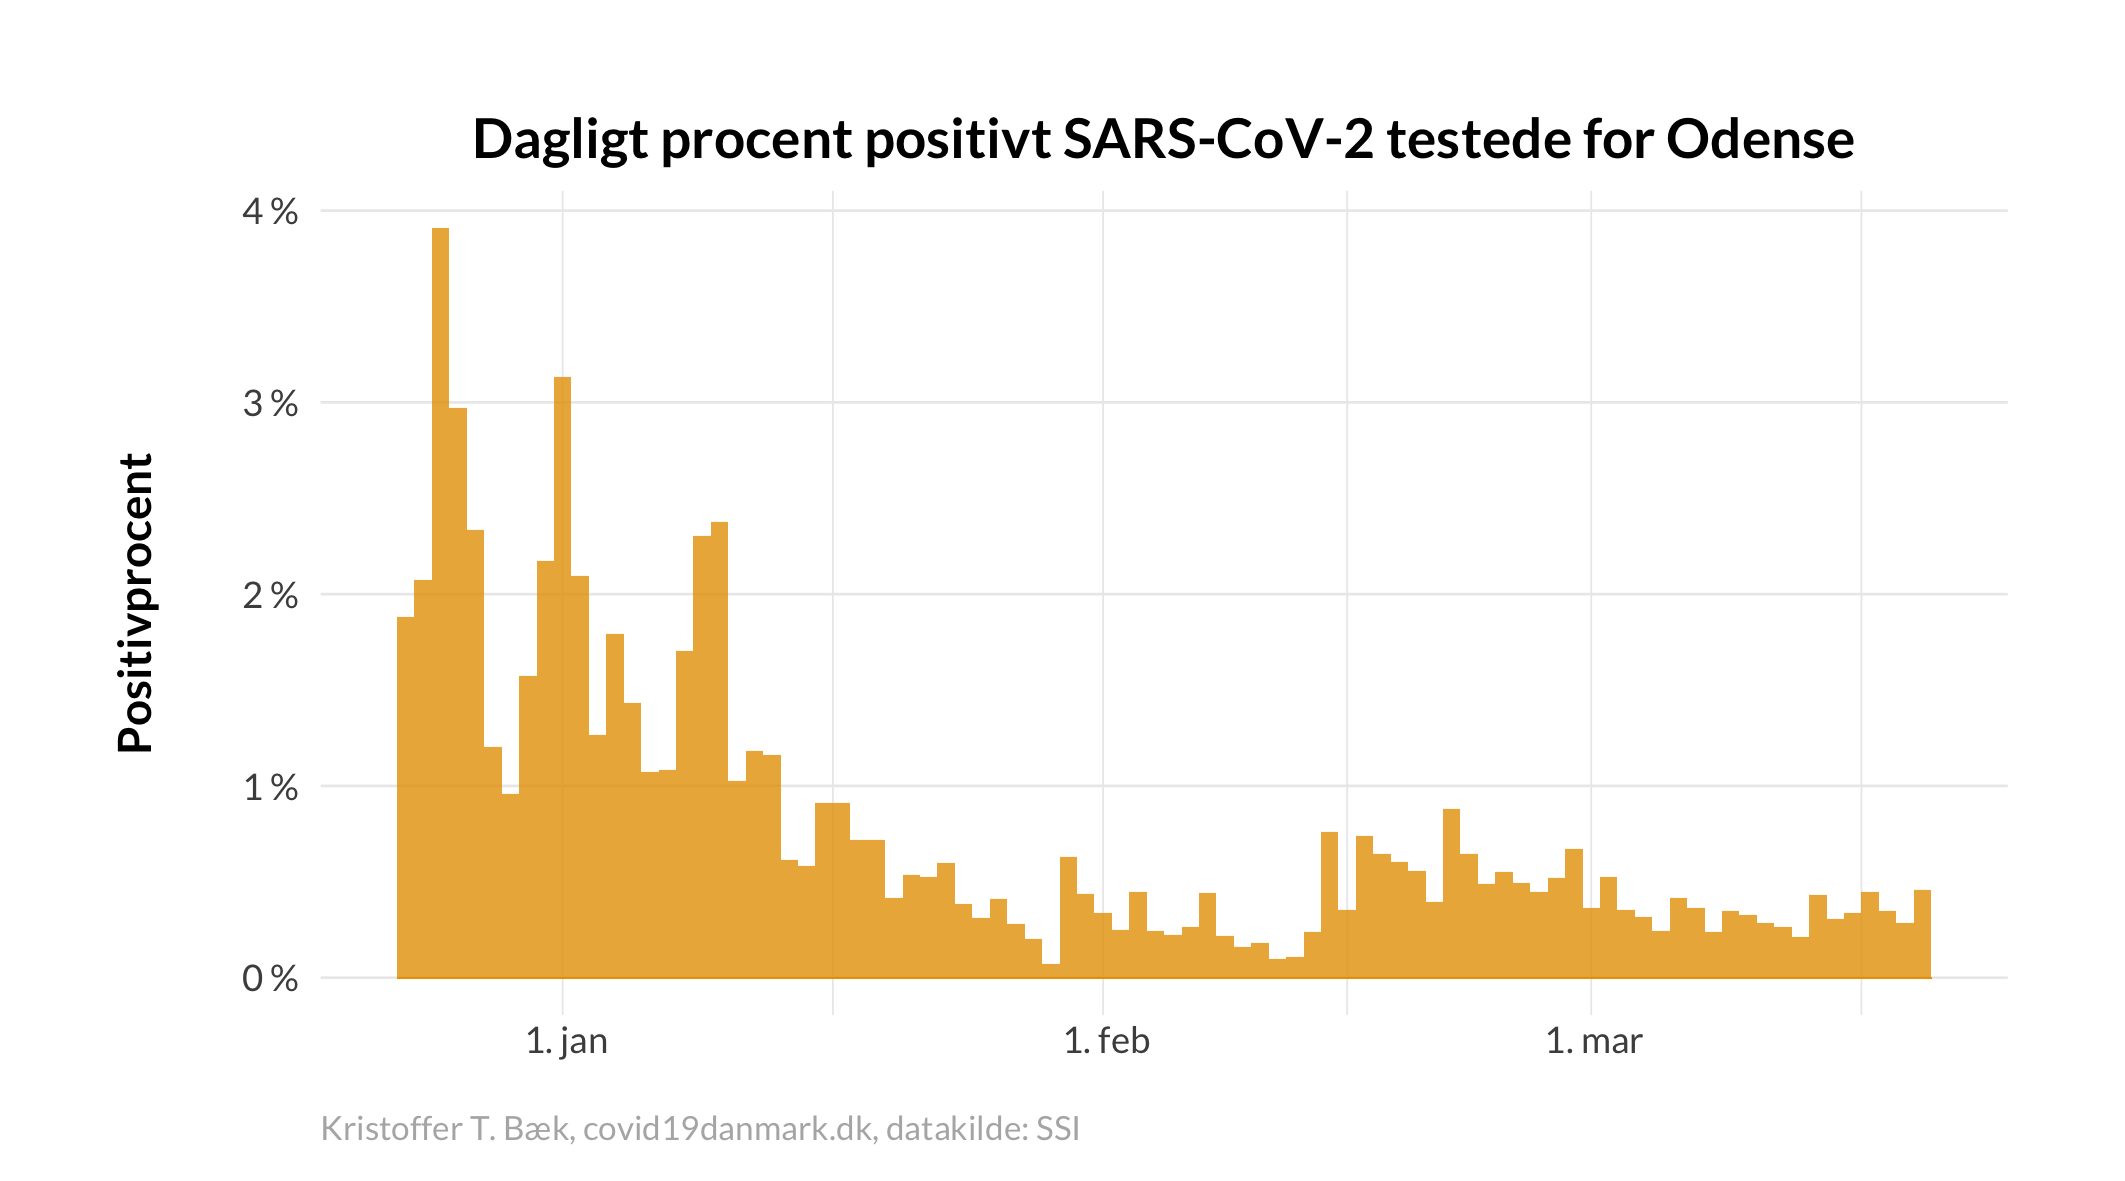 Dagligt procent positivt SARS-CoV-2 testede for Odense
Positivprocent
4 %
3 %
2 %
1 %
0 %
1. jan
1. feb
1. mar
Kristoffer T. Bæk, covid19danmark.dk, datakilde: SSI